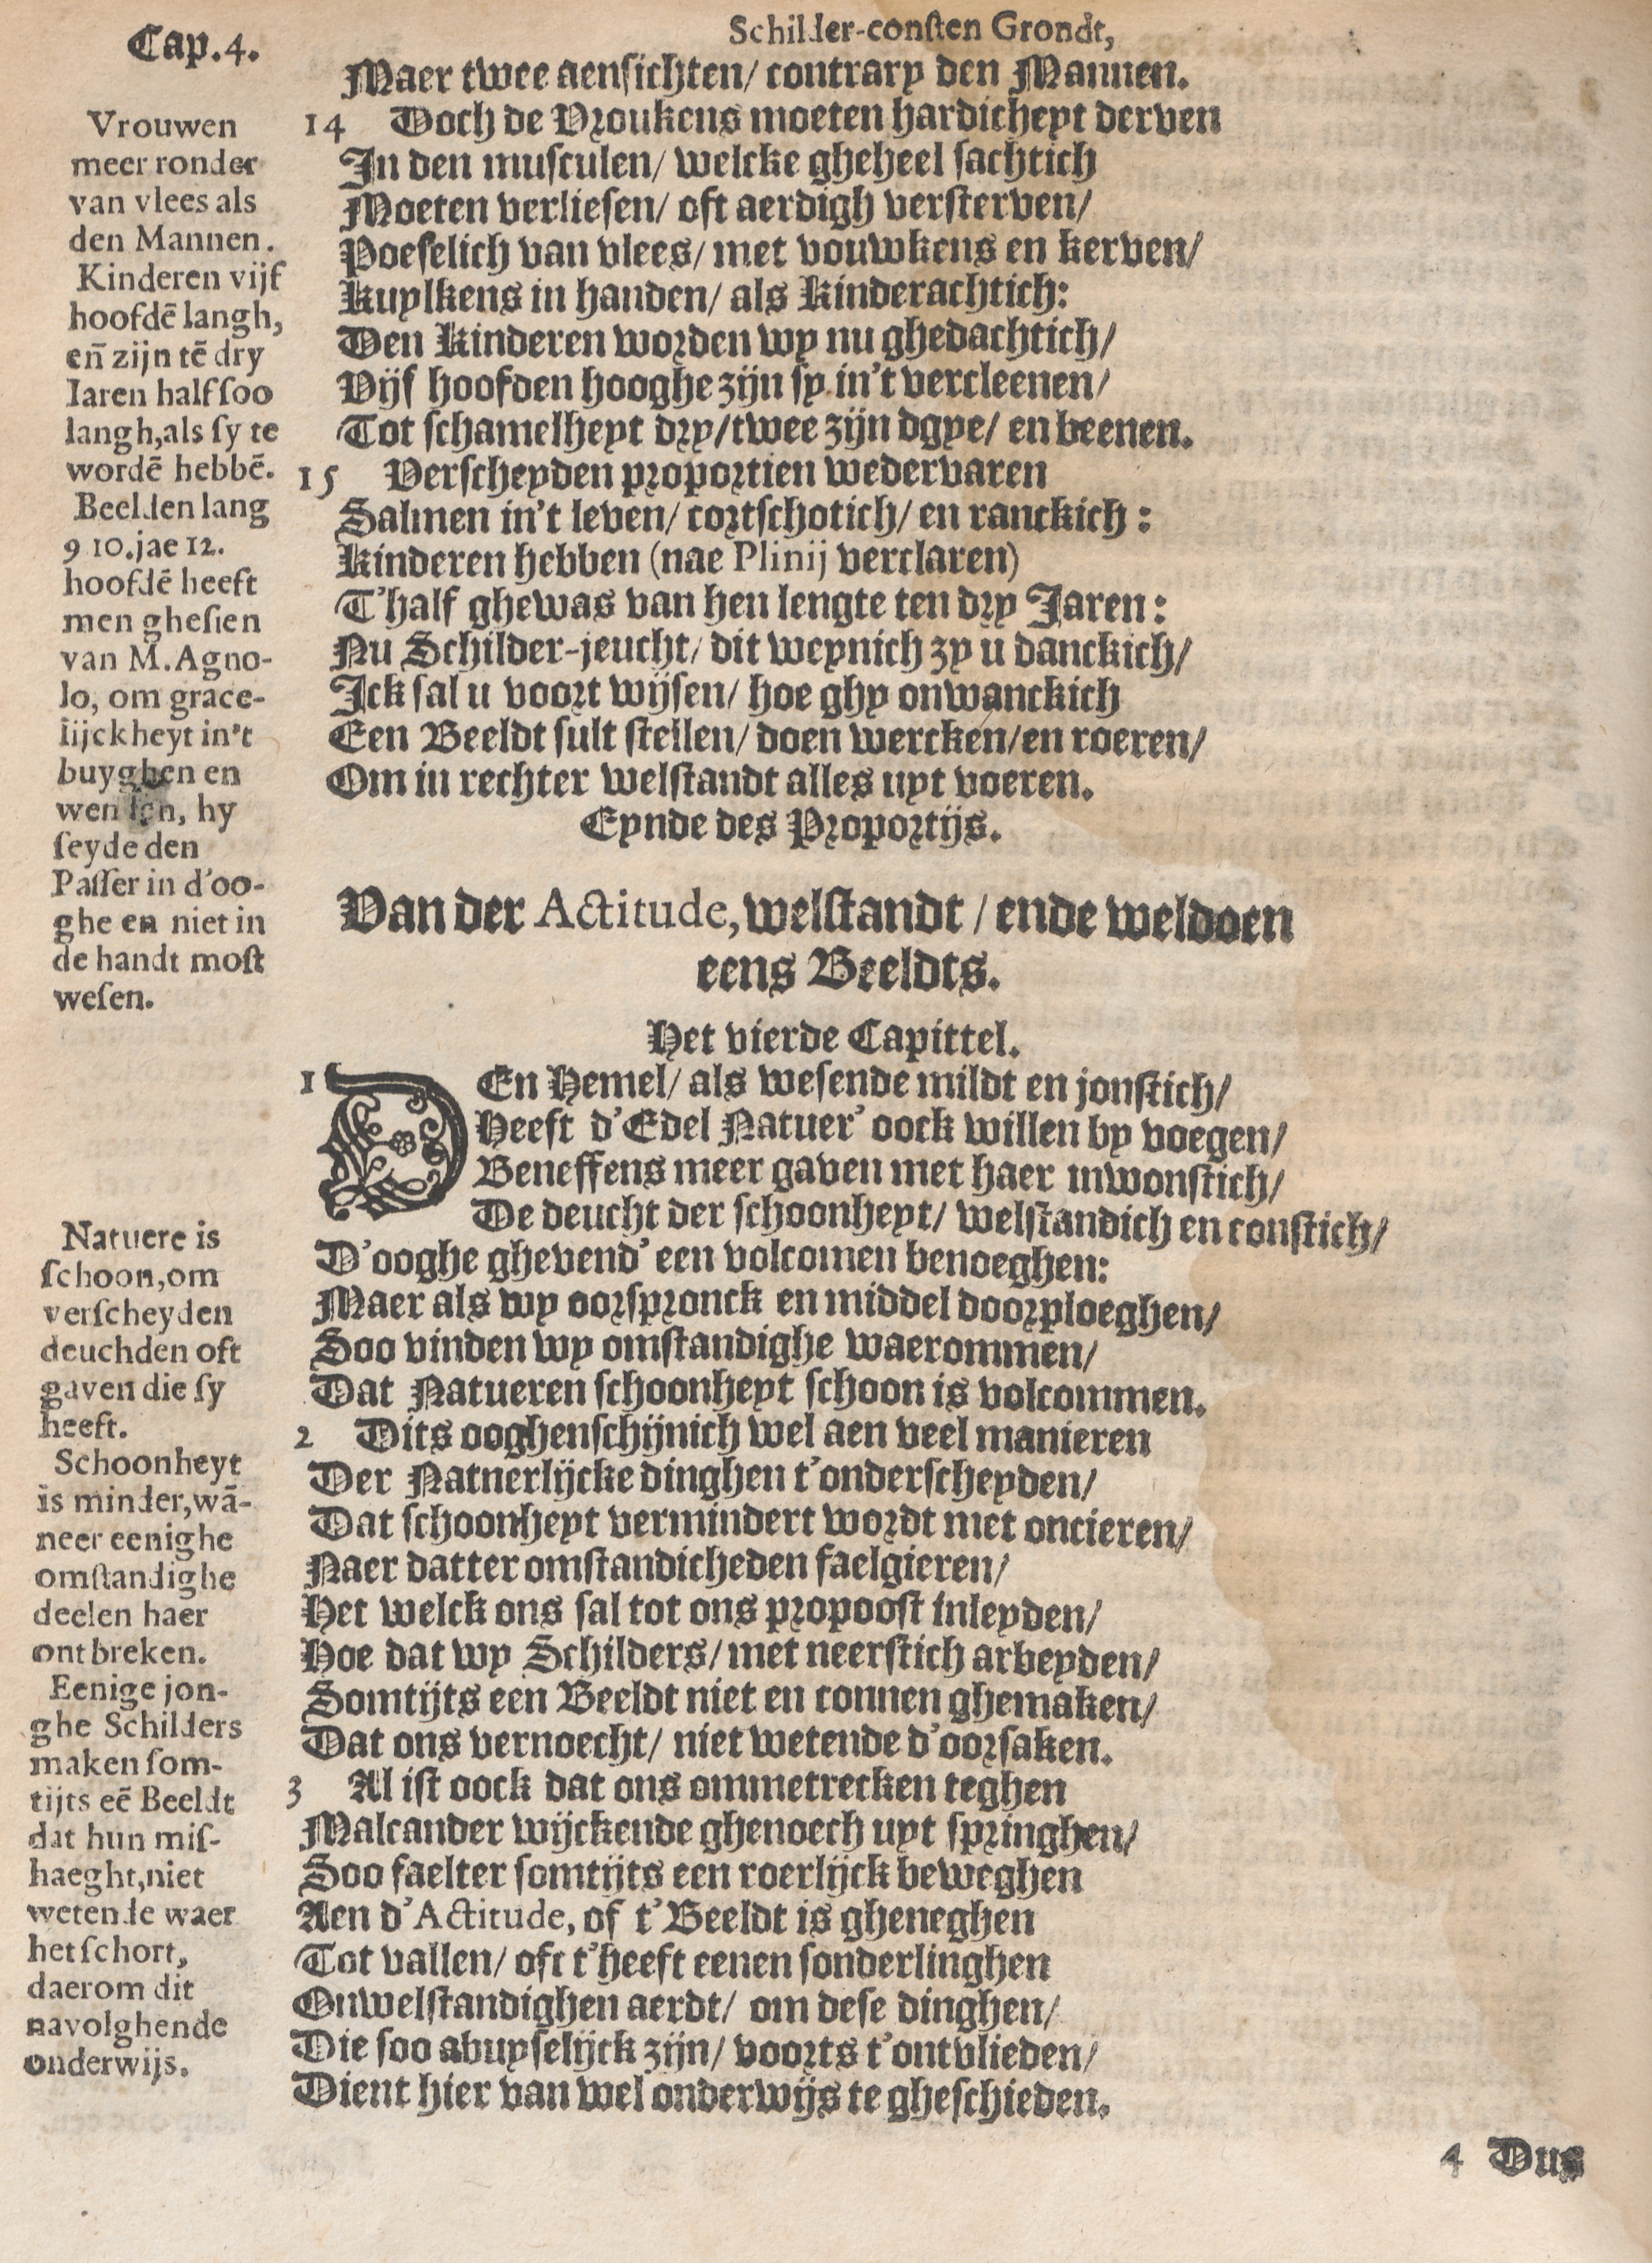 Cap. 4.
Schilder-consten Grondt,
Maer twee aensichten/ contrary den Mannen.
14 Doch de Vroukens moeten hardicheyt derven
In den musculen/ welcke gheheel sachtich
Moeten verliesen/ oft aerdigh versterven/
Poeselich van vlees/ met vouwkens en kerven/
Kuylkens in handen/ als Kinderachtich:
Den Kinderen worden wy nu ghedachtich/
Vijf hoofden hooghe zijn sy in't vercleenen/
Tot schamelheyt dry/ twee zijn dgye/ en beenen.
15 Verscheyden proportien wedervaren
Salmen in't leven/ cortschotich/ en ranckich:
Kinderen hebben (nae Plinij verclaren)
T'half ghewas van hen lengte ten dry Jaren:
Nu Schilder-jeucht/ dit weynich zy u danckich/
Ick sal u voort wijsen/ hoe ghy onwanckich
Een Beeldt sult stellen/ doen wercken/ en roeren/
Om in rechter welstandt alles uyt voeren.
Eynde des Proportijs.
Vrouwen
meer ronder
van vlees als
den Mannen.
Kinderen vijf
hoofdē langh,
en̄ zijn tē dry
Iaren half ſoo
langh, als ſy te
wordē hebbē.
Beelden lang
9 10. jae 12.
hoofdē heeft
men gheſien
van M. Agno-
lo, om grace-
lijckheyt in't
buyghen en
hy
ſeyde den
Paſſer in d'oo-
ghe en niet in
de handt moſt
weſen.
Van der Actitude, welstandt / ende weldoen
eens Beeldts.
Het vierde Capittel.
1 DEn Hemel/ als wesende mildt en jonstich/
Heeft d'Edel Natuer' oock willen by voegen/
Beneffens meer gaven met haer inwonstich/
De deucht der schoonheyt/ welstandich en constich/
D'ooghe ghevend' een volcomen benoeghen:
Maer als wy oorspronck en middel doorploeghen/
Soo vinden wy omstandighe waerommen/
Dat Natueren schoonheyt schoon is volcommen.
2 Dits ooghenschijnich wel aen veel manieren
Der Natnerlijcke dinghen t'onderscheyden/
Dat schoonheyt vermindert wordt met oncieren/
Naer datter omstandicheden faelgieren/
Het welck ons sal tot ons propoost inleyden/
Hoe dat wy Schilders/ met neerstich arbeyden/
Somtijts een Beeldt niet en connen ghemaken/
Dat ons vernoecht/ niet wetende d'oorsaken.
3 Al ist oock dat ons ommetrecken teghen
Malcander wijckende ghenoech uyt springhen/
Soo faelter somtijts een roerlijck beweghen
Aen d'Actitude, of t'Beeldt is gheneghen
Tot vallen/ oft t'heeft eenen sonderlinghen
Onwelstandighen aerdt/ om dese dinghen/
Die soo abuyselijck zijn/ voorts t'ontvlieden/
Dient hier van wel onderwijs te gheschieden.
Natuere is
ſchoon, om
verſcheyden
deuchden oft
gaven die ſy
heeft.
Schoonheyt
is minder, wā-
neer eenighe
omſtandighe
deelen haer
ontbreken.
Eenige jon-
ghe Schilders
maken ſom-
tijts eē Beeldt
dat hun miſ-
haeght, niet
wetende waer
het ſchort,
daerom dit
navolghende
onderwijs.
4 Dus